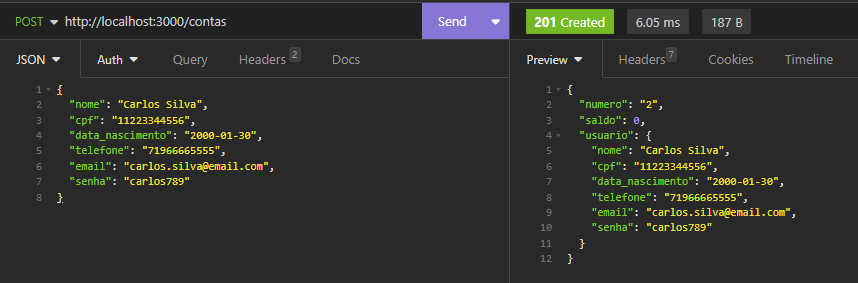 POST http://localhost:3000/contas Send 201 Created 6.05 ms 187 B
JSON Auth Query Headers 2 Docs Preview Headers 7 Cookies Timeline
1 {
2 "nome": "Carlos Silva",
3 "cpf": "11223344556",
4 "data_nascimento": "2000-01-30",
5 "telefone": "71966665555",
6 "email": "carlos.silva@email.com",
7 "senha": "carlos789"
8 }
1 {
2 "numero": "2",
3 "saldo": 0,
4 "usuario": {
5 "nome": "Carlos Silva",
6 "cpf": "11223344556",
7 "data_nascimento": "2000-01-30",
8 "telefone": "71966665555",
9 "email": "carlos.silva@email.com",
10 "senha": "carlos789"
11 }
12 }